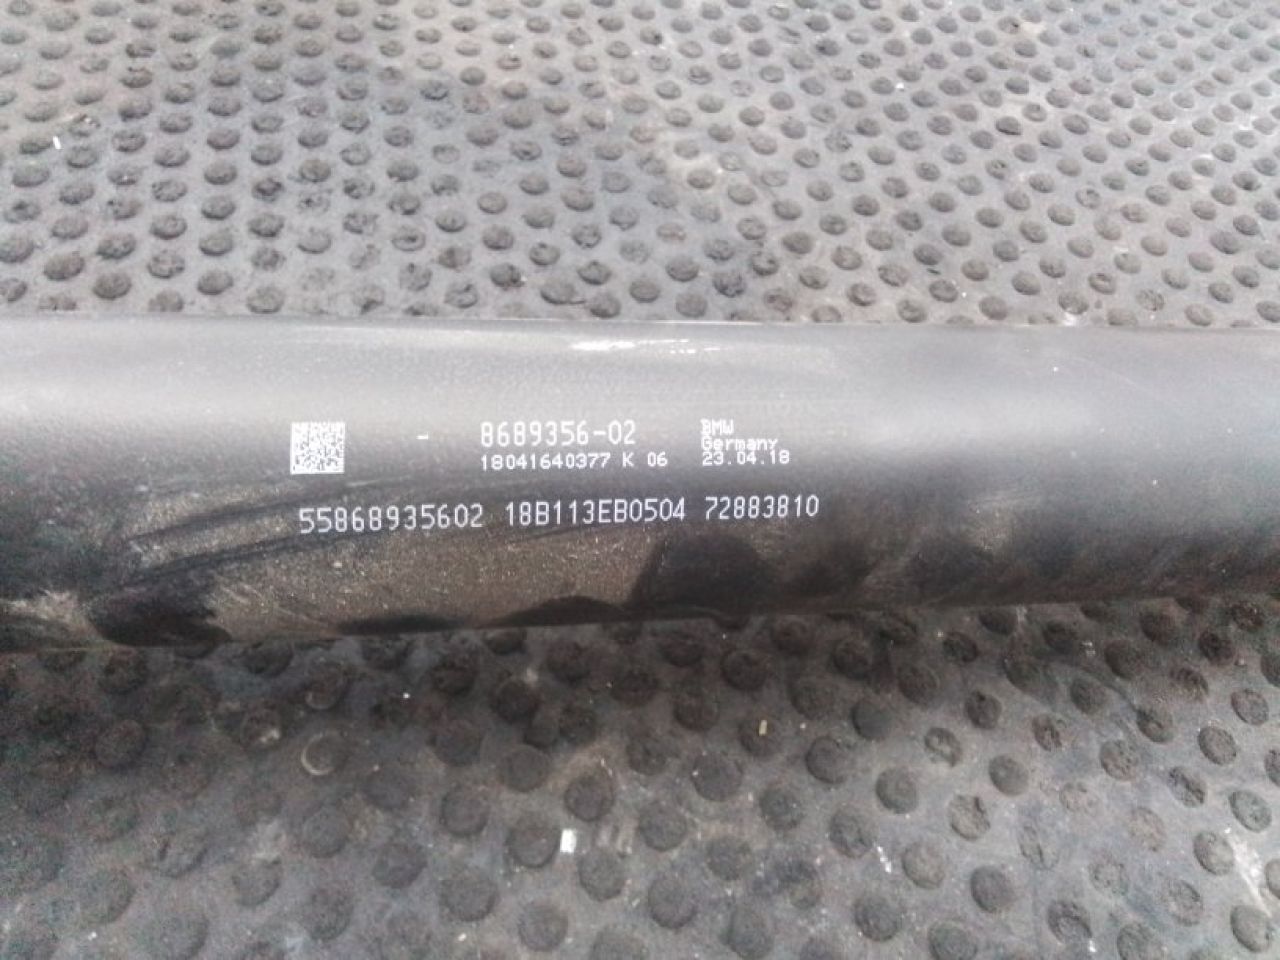 - 8689356-02 BMW
Germany
18041640377 K 06 23.04.18
55868935602 18B113EB0504 72883810